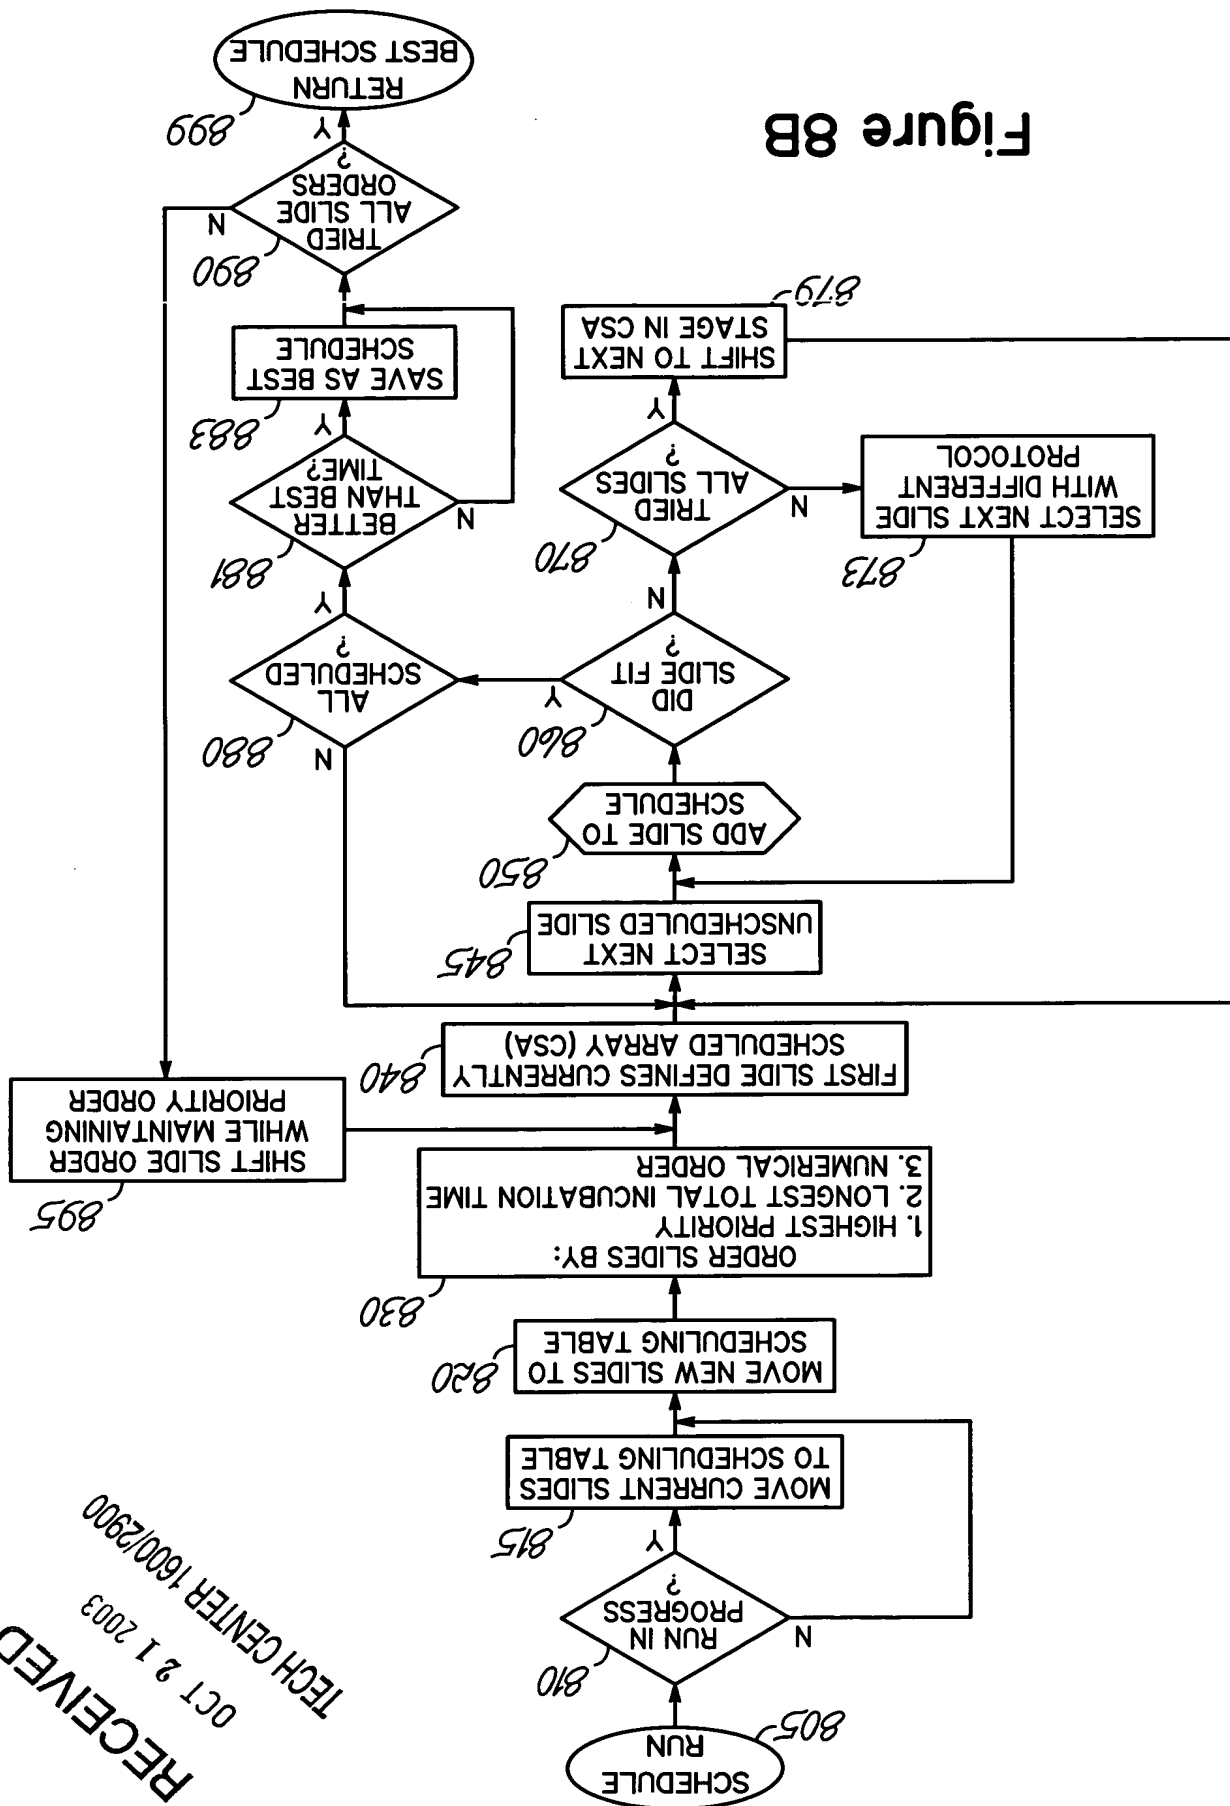 SCHEDULE
RUN
805
810
RUN IN
PROGRESS
?
N
Y
815
MOVE CURRENT SLIDES
TO SCHEDULING TABLE
MOVE NEW SLIDES TO
SCHEDULING TABLE
820
830
ORDER SLIDES BY:
1. HIGHEST PRIORITY
2. LONGEST TOTAL INCUBATION TIME
3. NUMERICAL ORDER
895
SHIFT SLIDE ORDER
WHILE MAINTAINING
PRIORITY ORDER
FIRST SLIDE DEFINES CURRENTLY
SCHEDULED ARRAY (CSA)
840
SELECT NEXT
UNSCHEDULED SLIDE
845
850
ADD SLIDE TO
SCHEDULE
860
DID
SLIDE FIT
?
Y
N
880
N
ALL
SCHEDULED
?
Y
873
SELECT NEXT SLIDE
WITH DIFFERENT
PROTOCOL
870
TRIED
ALL SLIDES
?
N
Y
881
BETTER
THAN BEST
TIME?
N
Y
SHIFT TO NEXT
STAGE IN CSA
879
883
SAVE AS BEST
SCHEDULE
890
TRIED
ALL SLIDE
ORDERS
?
N
Y
899
RETURN
BEST SCHEDULE
Figure 8B
RECEIVED
OCT 21 2003
TECH CENTER 1600/2900